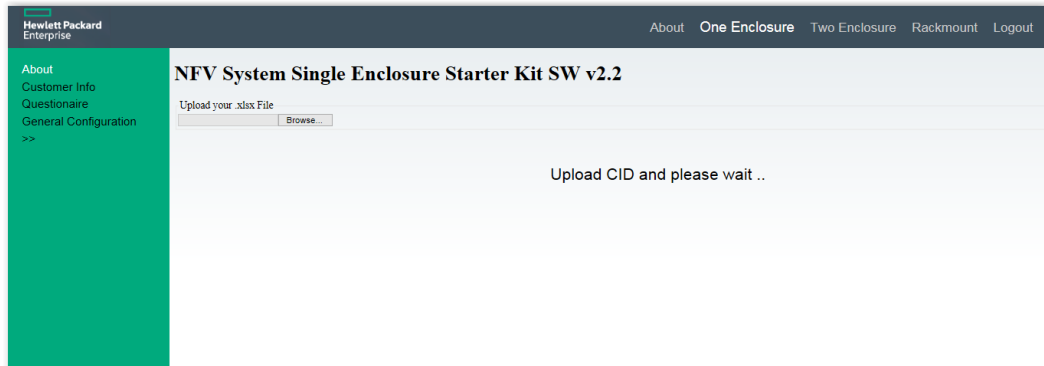 Hewlett Packard
Enterprise
About One Enclosure Two Enclosure Rackmount Logout
About
Customer Info
Questionaire
General Configuration
>>
NFV System Single Enclosure Starter Kit SW v2.2
Upload your .xlsx File
Browse...
Upload CID and please wait ..